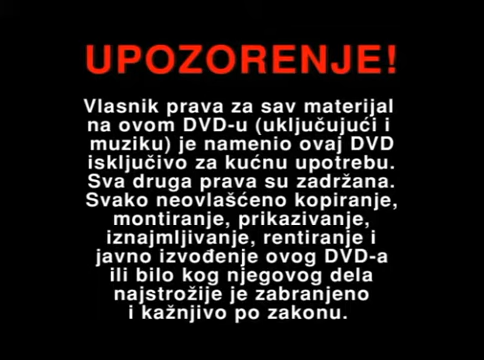 UPOZORENJE!
Vlasnik prava za sav materijal
na ovom DVD-u (uključujući i
muziku) je namenio ovaj DVD
isključivo za kućnu upotrebu.
Sva druga prava su zadržana.
Svako neovlašćeno kopiranje,
montiranje, prikazivanje,
iznajmljivanje, rentiranje i
javno izvođenje ovog DVD-a
ili bilo kog njegovog dela
najstrožije je zabranjeno
i kažnjivo po zakonu.